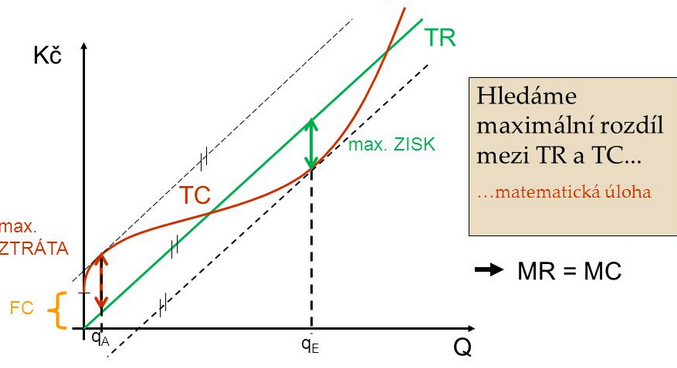 Kč
TR
max. ZISK
TC
max.
ZTRÁTA
FC
qA
qE
Q
Hledáme
maximální rozdíl
mezi TR a TC...
...matematická úloha
MR = MC